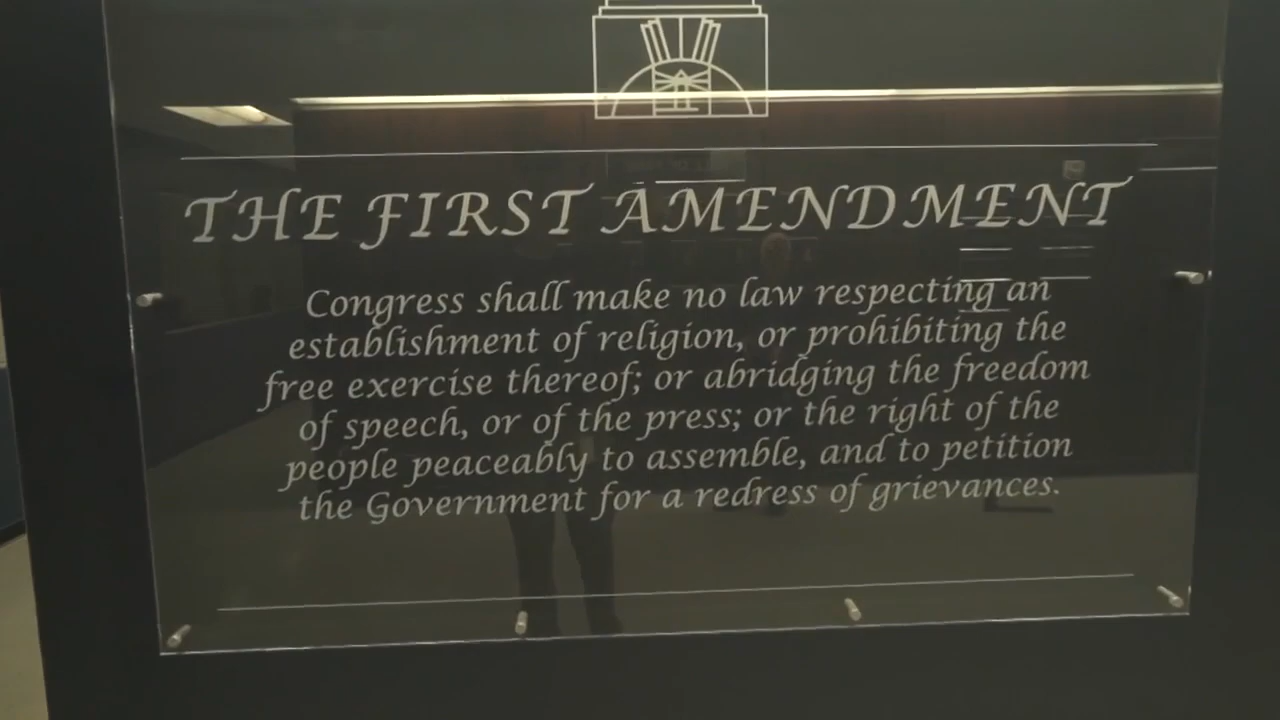 THE FIRST AMENDMENT
Congress shall make no law respecting an
establishment of religion, or prohibiting the
free exercise thereof; or abridging the freedom
of speech, or of the press; or the right of the
people peaceably to assemble, and to petition
the Government for a redress of grievances.